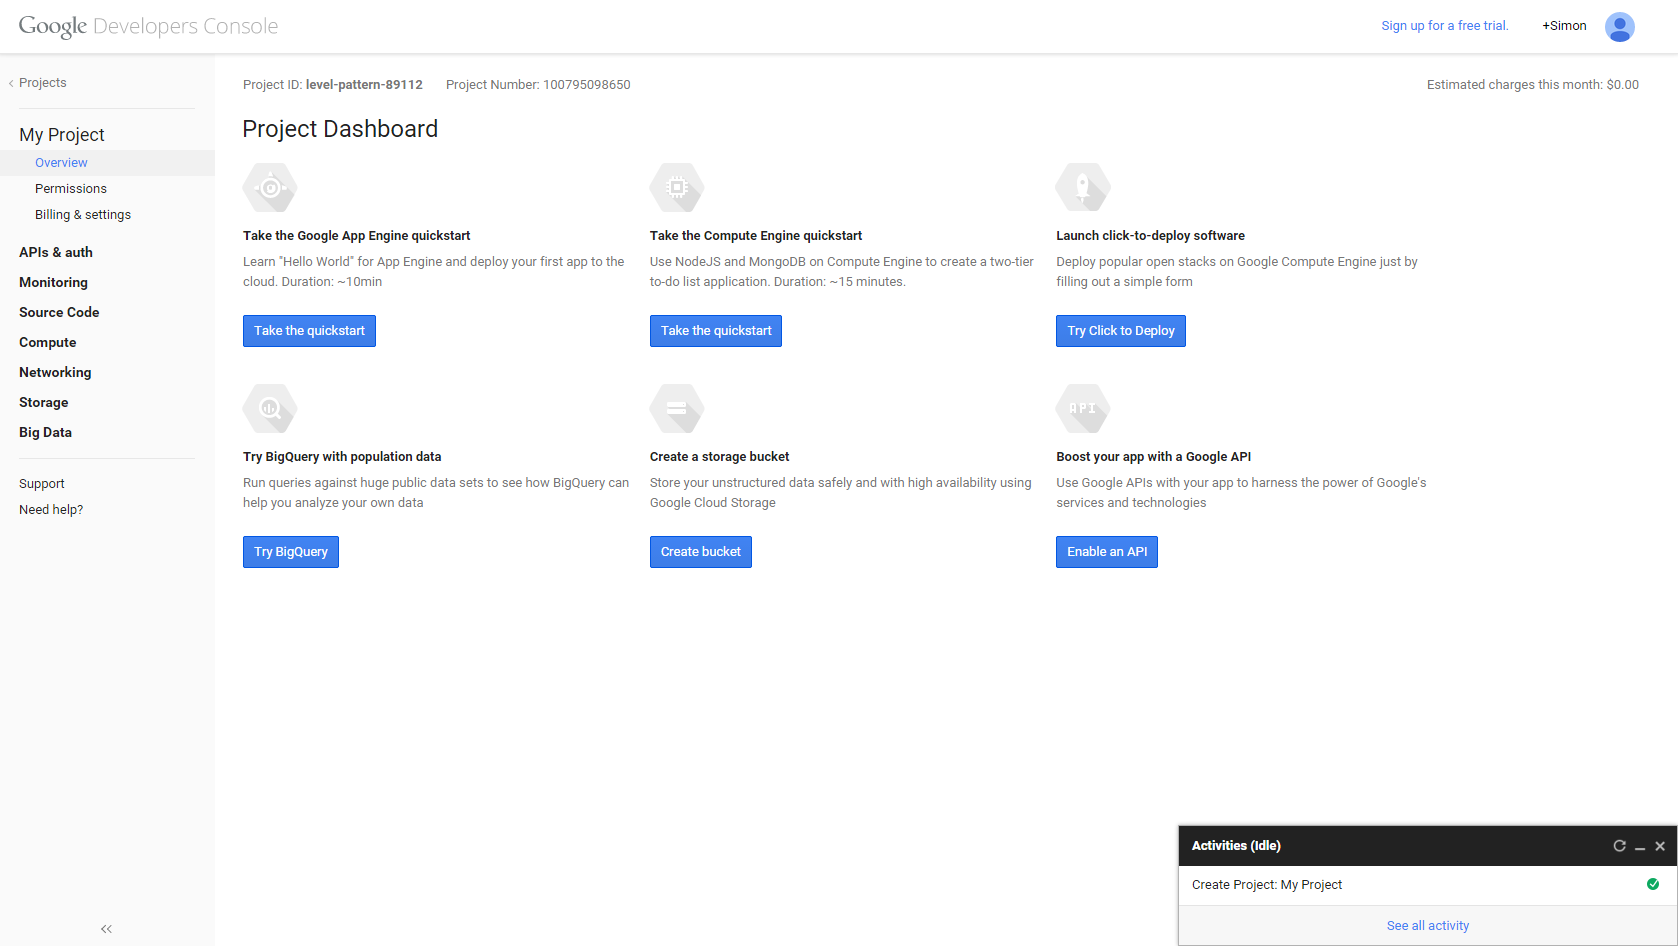 Google Developers Console
Sign up for a free trial.
+Simon
Projects
My Project
Overview
Permissions
Billing & settings
APIs & auth
Monitoring
Source Code
Compute
Networking
Storage
Big Data
Support
Need help?
Project ID: level-pattern-89112
Project Number: 100795098650
Estimated charges this month: $0.00
Project Dashboard
Take the Google App Engine quickstart
Learn "Hello World" for App Engine and deploy your first app to the
cloud. Duration: ~10min
Take the quickstart
Take the Compute Engine quickstart
Use NodeJS and MongoDB on Compute Engine to create a two-tier
to-do list application. Duration: ~15 minutes.
Take the quickstart
Launch click-to-deploy software
Deploy popular open stacks on Google Compute Engine just by
filling out a simple form
Try Click to Deploy
Try BigQuery with population data
Run queries against huge public data sets to see how BigQuery can
help you analyze your own data
Try BigQuery
Create a storage bucket
Store your unstructured data safely and with high availability using
Google Cloud Storage
Create bucket
API
Boost your app with a Google API
Use Google APIs with your app to harness the power of Google's
services and technologies
Enable an API
Activities (Idle)
Create Project: My Project
See all activity